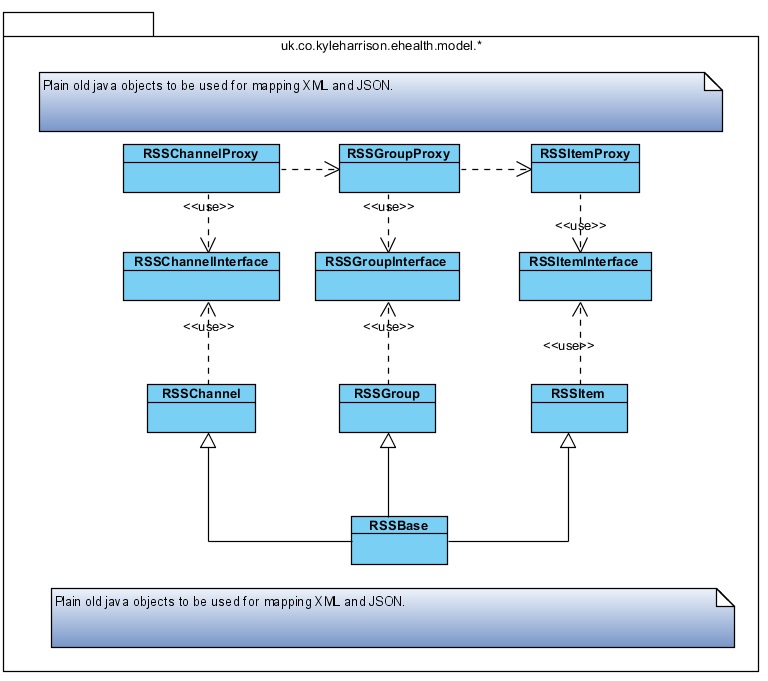 uk.co.kyleharrison.ehealth.model.*
Plain old java objects to be used for mapping XML and JSON.
RSSChannelProxy
RSSGroupProxy
RSSItemProxy
<<use>>
<<use>>
<<use>>
RSSChannelInterface
RSSGroupInterface
RSSItemInterface
<<use>>
<<use>>
<<use>>
RSSChannel
RSSGroup
RSSItem
RSSBase
Plain old java objects to be used for mapping XML and JSON.